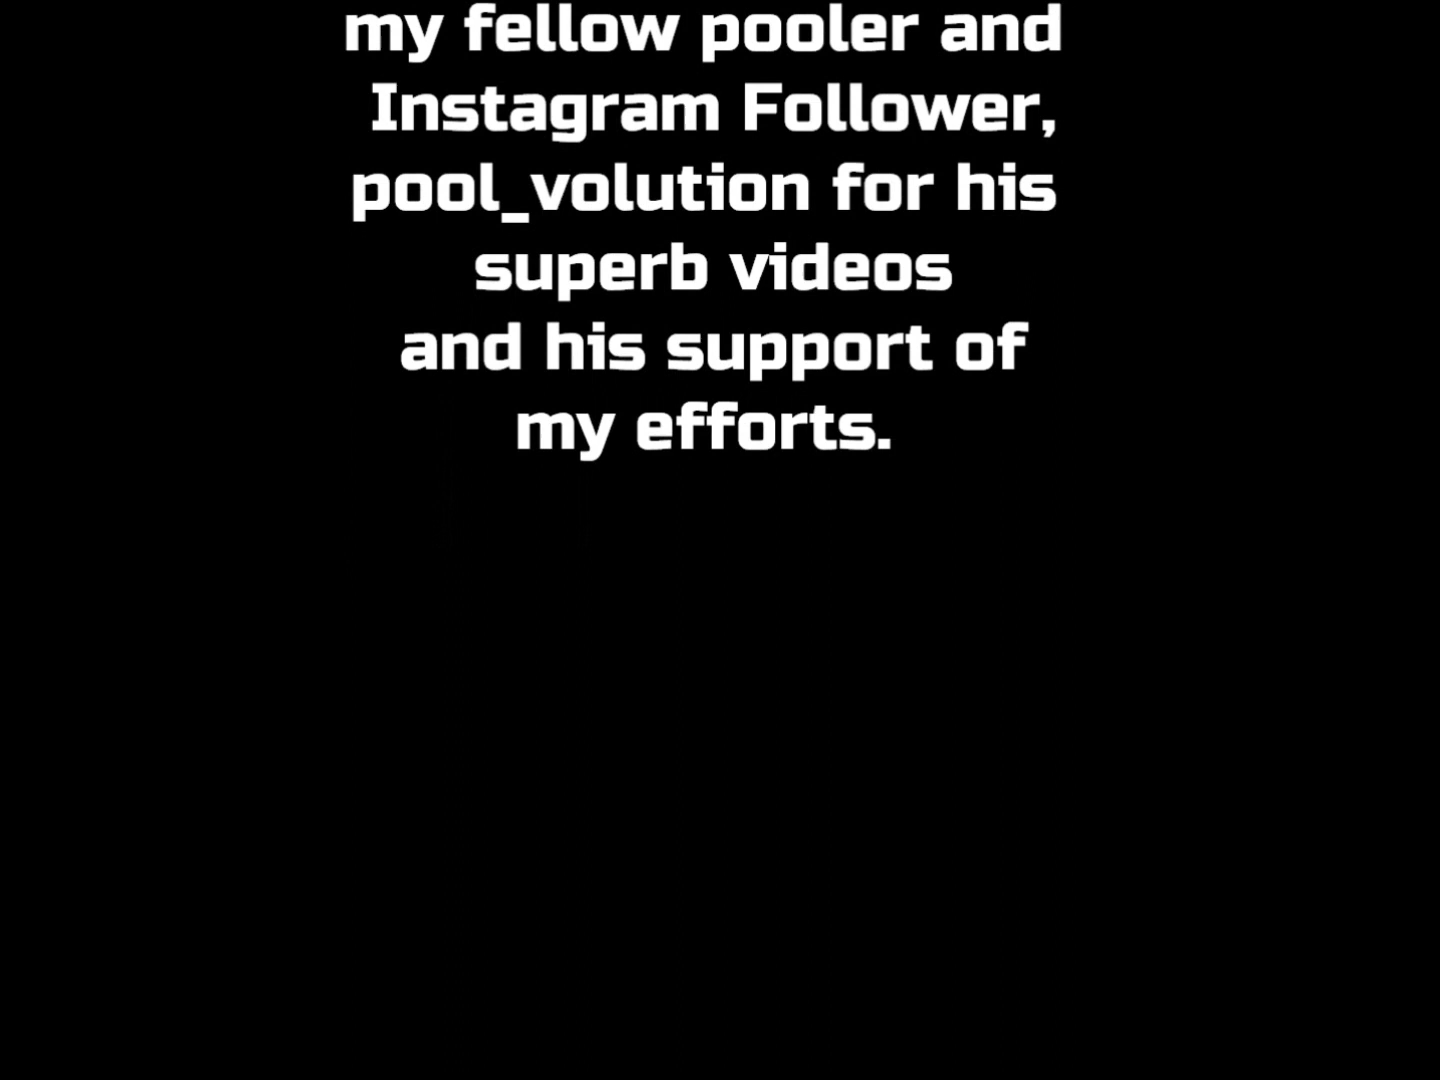 my fellow pooler and
Instagram Follower,
pool_volution for his
superb videos
and his support of
my efforts.